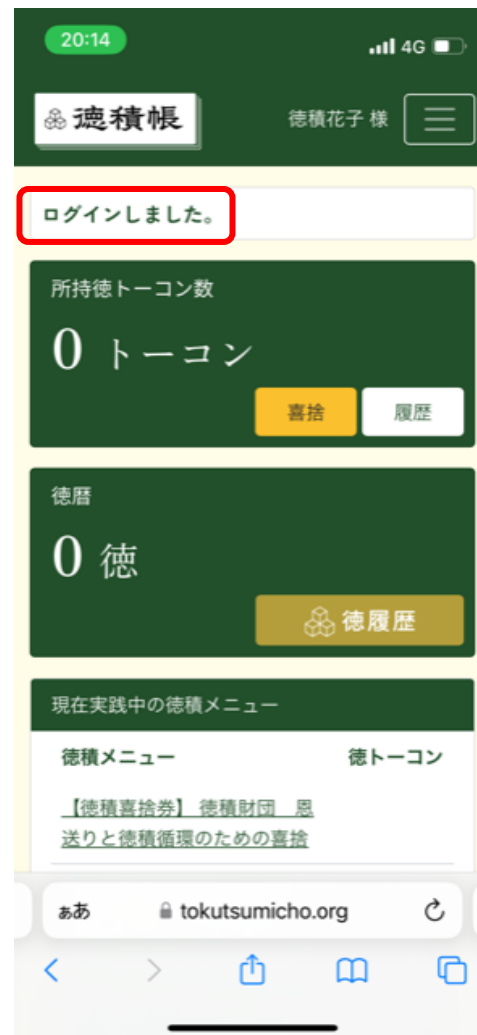 20:14 4G
徳積帳 徳積花子 様
ログインしました。
所持徳トーコン数
0 トーコン
喜捨 履歴
徳暦
0 徳
徳履歴
現在実践中の徳積メニュー
徳積メニュー 徳トーコン
【徳積喜捨券】 徳積財団 恩
送りと徳積循環のための喜捨
ぁあ tokutsumicho.org